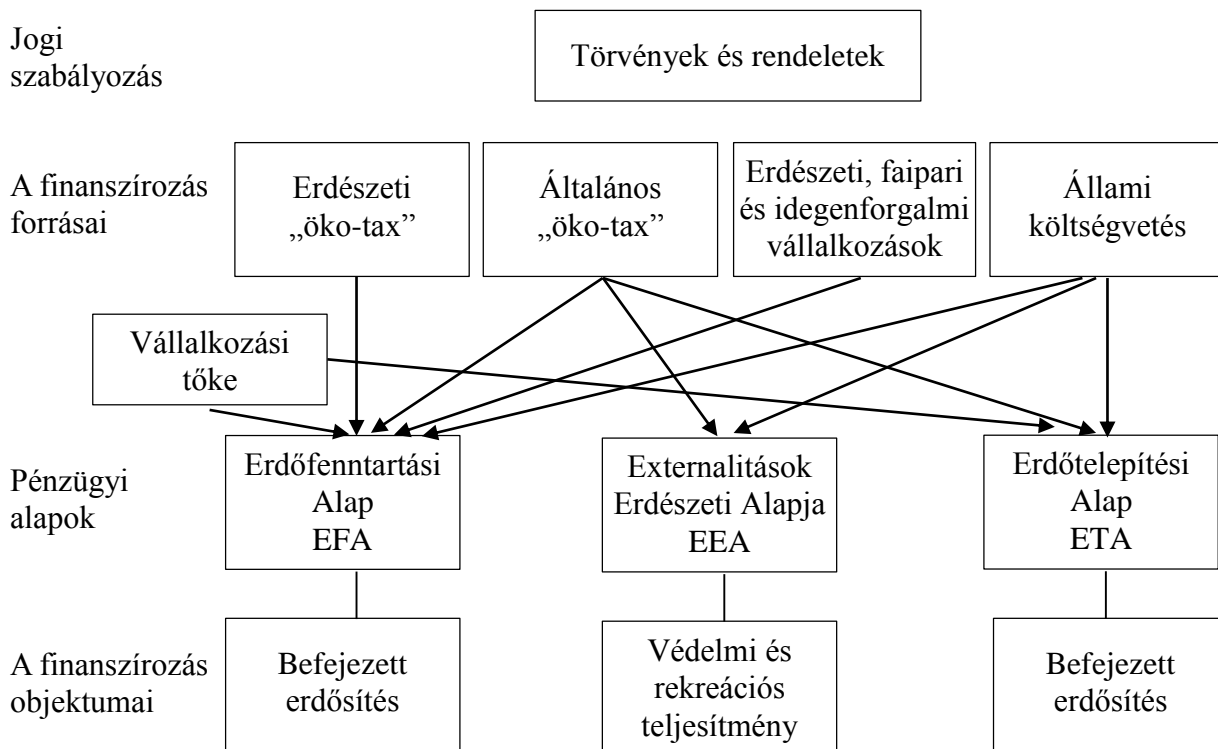 Jogi
szabályozás
Törvények és rendeletek
A finanszírozás
forrásai
Erdészeti
„öko-tax”
Általános
„öko-tax”
Erdészeti, faipari
és idegenforgalmi
vállalkozások
Állami
költségvetés
Vállalkozási
tőke
Pénzügyi
alapok
Erdőfenntartási
Alap
EFA
Externalitások
Erdészeti Alapja
EEA
Erdőtelepítési
Alap
ETA
A finanszírozás
objektumai
Befejezett
erdősítés
Védelmi és
rekreációs
teljesítmény
Befejezett
erdősítés